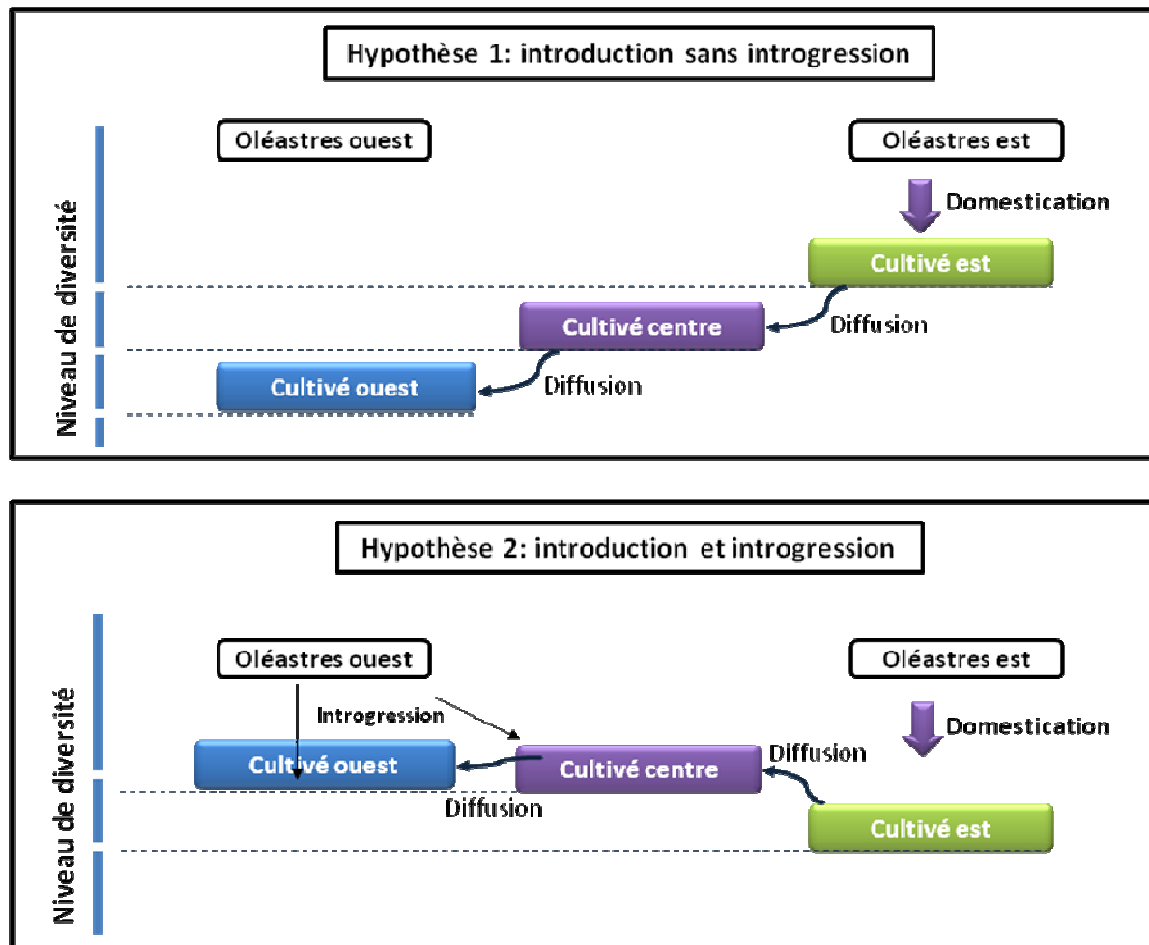 Hypothèse 1: introduction sans introgression
Oléastres ouest
Oléastres est
Domestication
Cultivé est
Niveau de diversité
Cultivé centre
Diffusion
Cultivé ouest
Diffusion
Hypothèse 2: introduction et introgression
Oléastres ouest
Oléastres est
Introgression
Domestication
Cultivé ouest
Cultivé centre
Diffusion
Niveau de diversité
Diffusion
Cultivé est